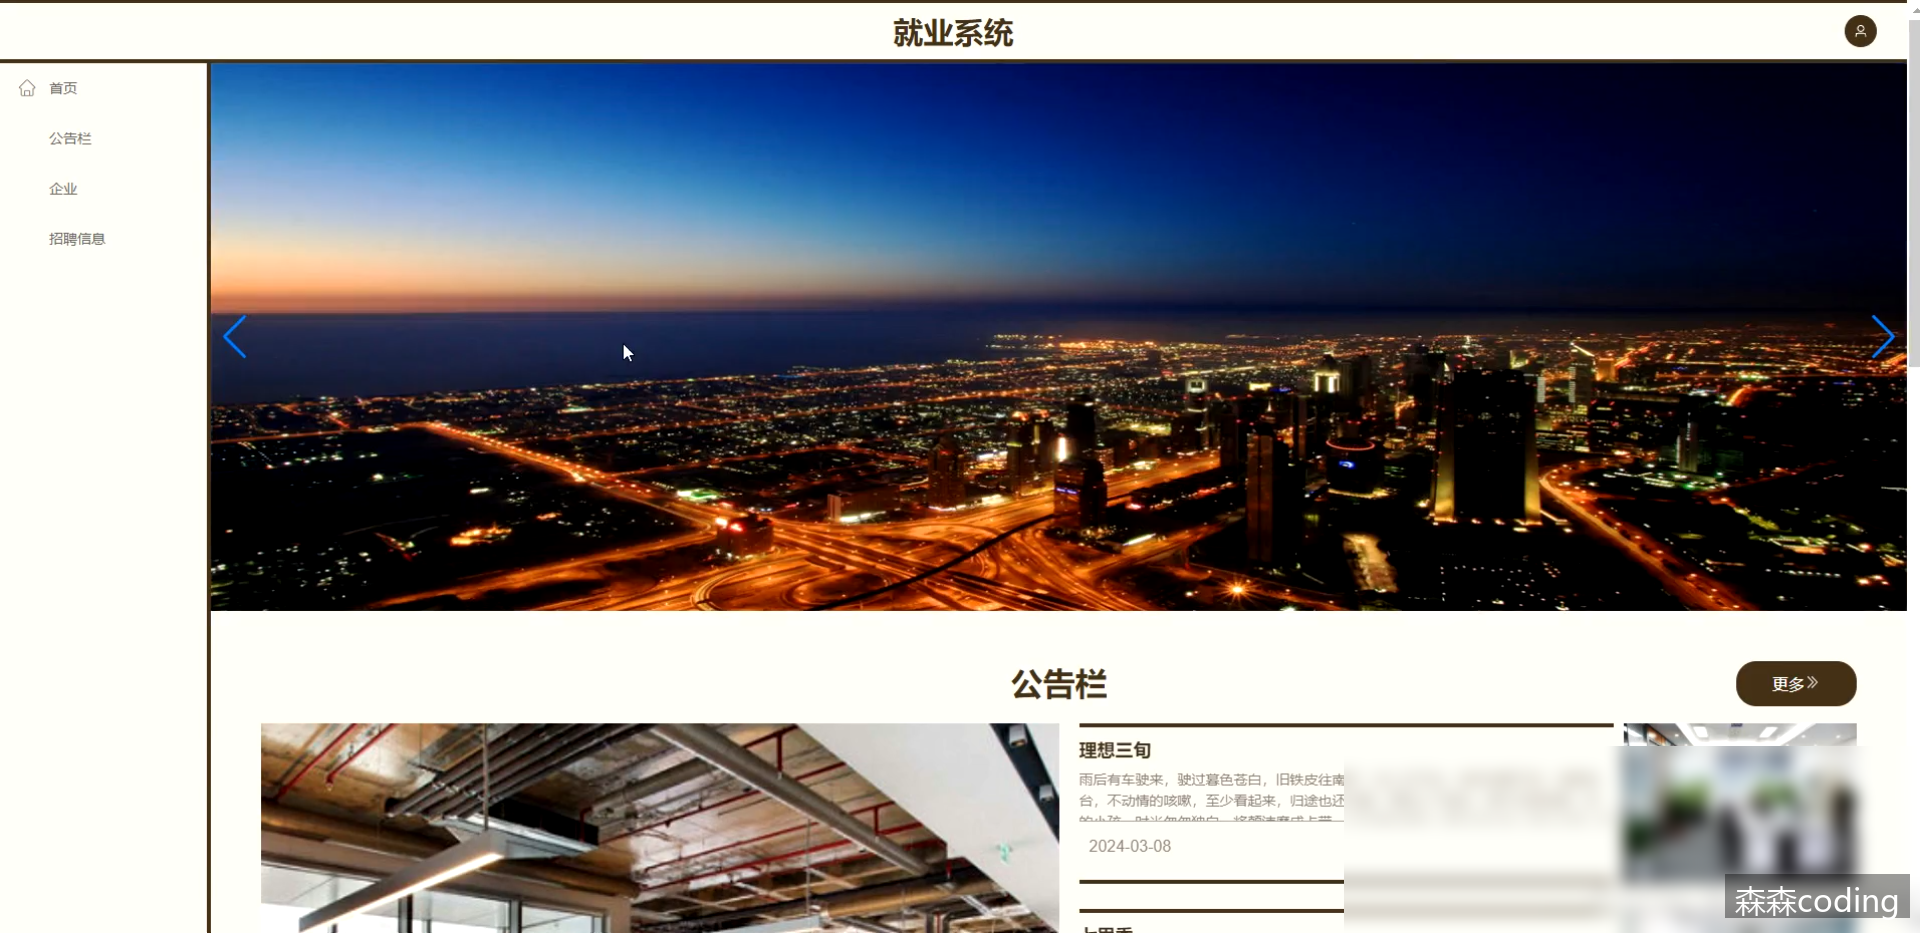 就业系统
首页
公告栏
企业
招聘信息
公告栏
更多
理想三旬
雨后有车驶来，驶过暮色苍白，旧铁皮往南
台，不动情的咳嗽，至少看起来，归途也还
2024-03-08
森森coding